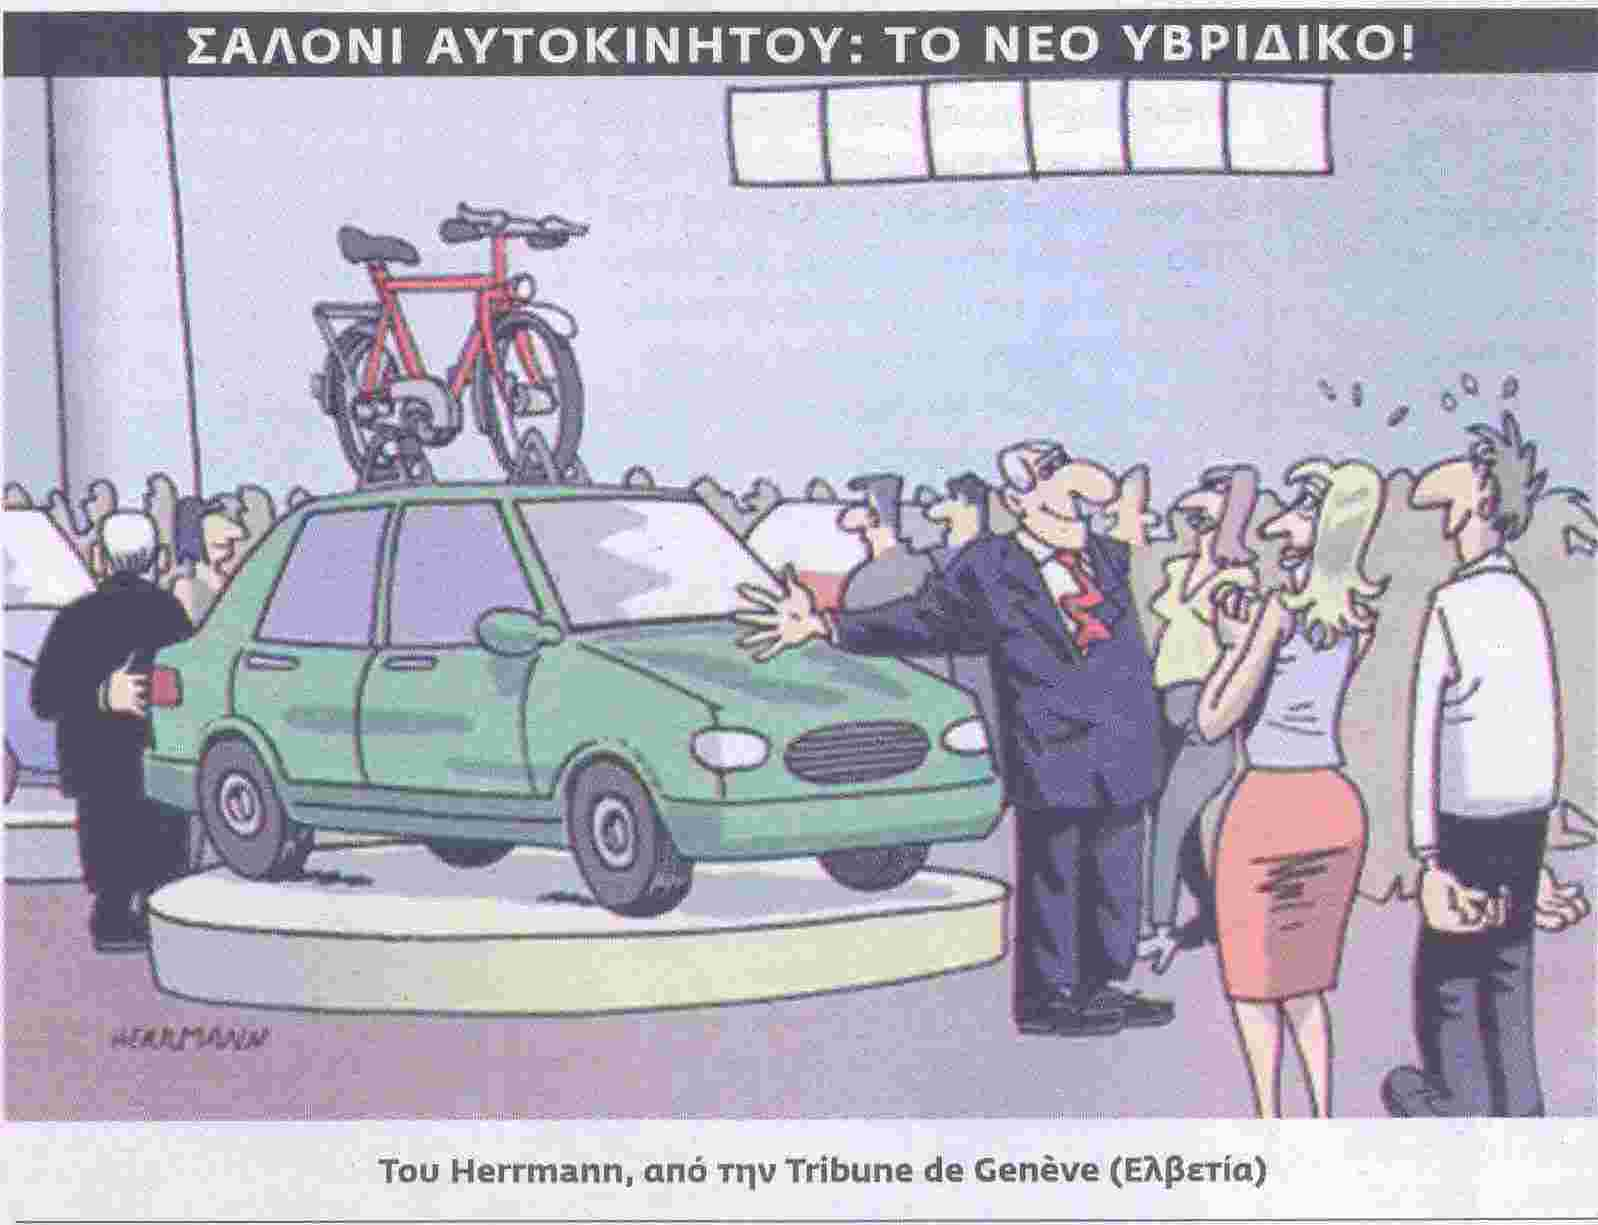 ΣΑΛΟΝΙ ΑΥΤΟΚΙΝΗΤΟΥ: ΤΟ ΝΕΟ ΥΒΡΙΔΙΚΟ!
HERRMANN
Του Herrmann, από την Tribune de Genève (Ελβετία)